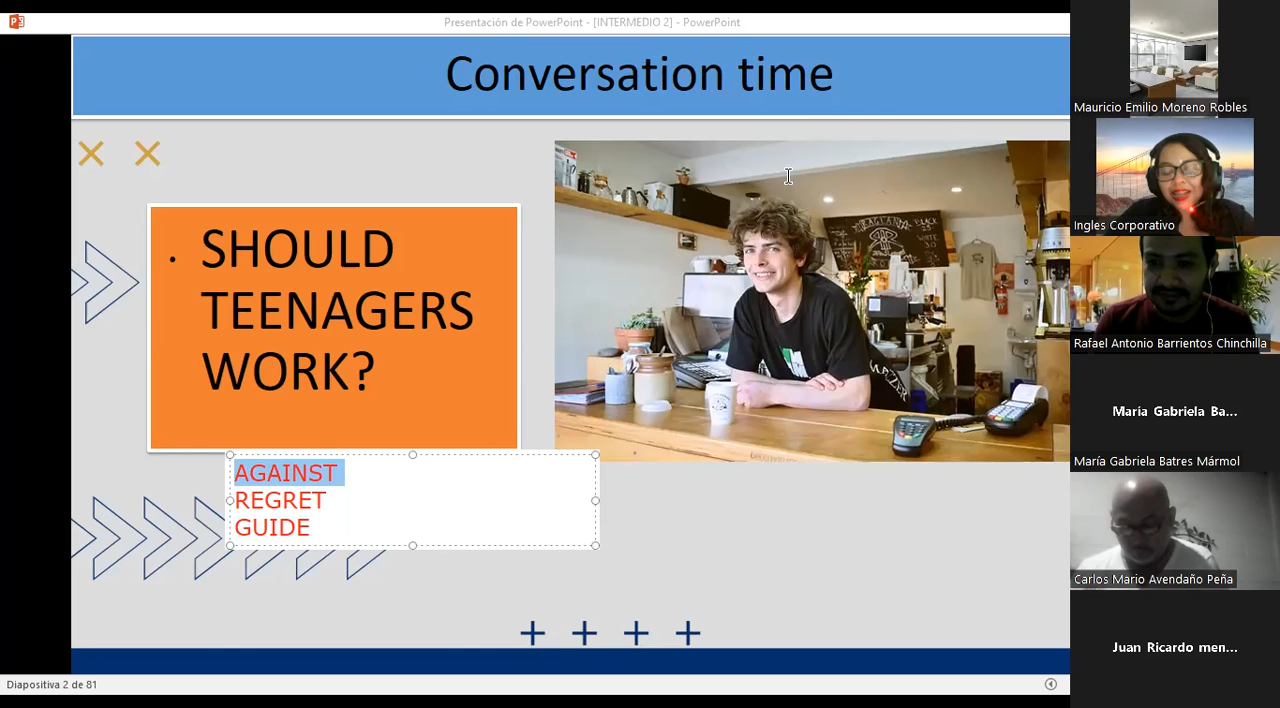 Presentación de PowerPoint - [INTERMEDIO 2] - PowerPoint
Conversation time
• SHOULD
TEENAGERS
WORK?
AGAINST
REGRET
GUIDE
Diapositiva 2 de 81
Mauricio Emilio Moreno Robles
Ingles Corporativo
Rafael Antonio Barrientos Chinchilla
María Gabriela Ba...
María Gabriela Batres Mármol
Carlos Mario Avendaño Peña
Juan Ricardo men...